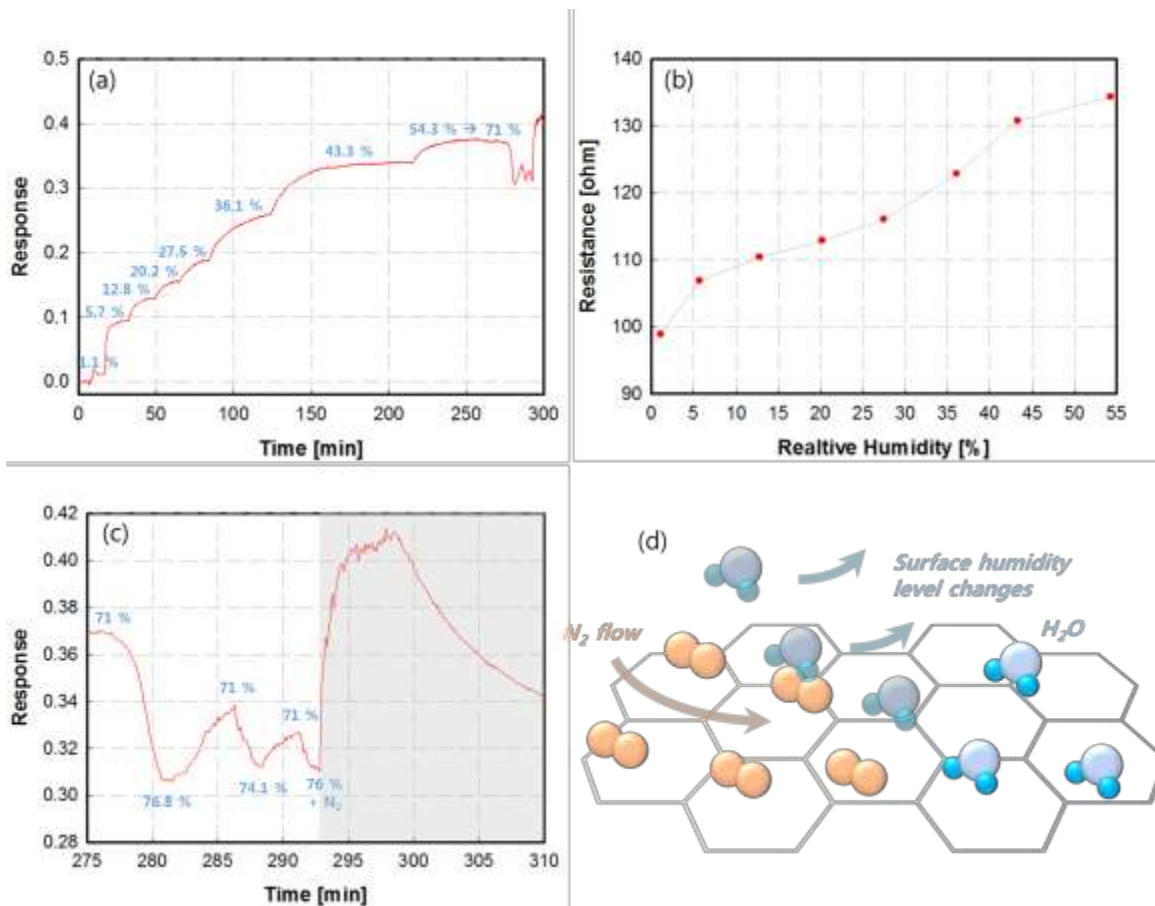 (a)
0.5
0.4
0.3
0.2
0.1
0.0
Response
1.1 %
5.7 %
12.8 %
20.2 %
27.5 %
36.1 %
43.3 %
54.3 % → 71 %
0 50 100 150 200 250 300
Time [min]
(b)
140
130
120
110
100
90
Resistance [ohm]
0 5 10 15 20 25 30 35 40 45 50 55
Realtive Humidity [%]
(c)
0.42
0.40
0.38
0.36
0.34
0.32
0.30
0.28
Response
71 %
76.8 %
71 %
74.1 %
71 %
76 %
+ N₂
275 280 285 290 295 300 305 310
Time [min]
(d)
Surface humidity
level changes
N₂ flow
H₂O